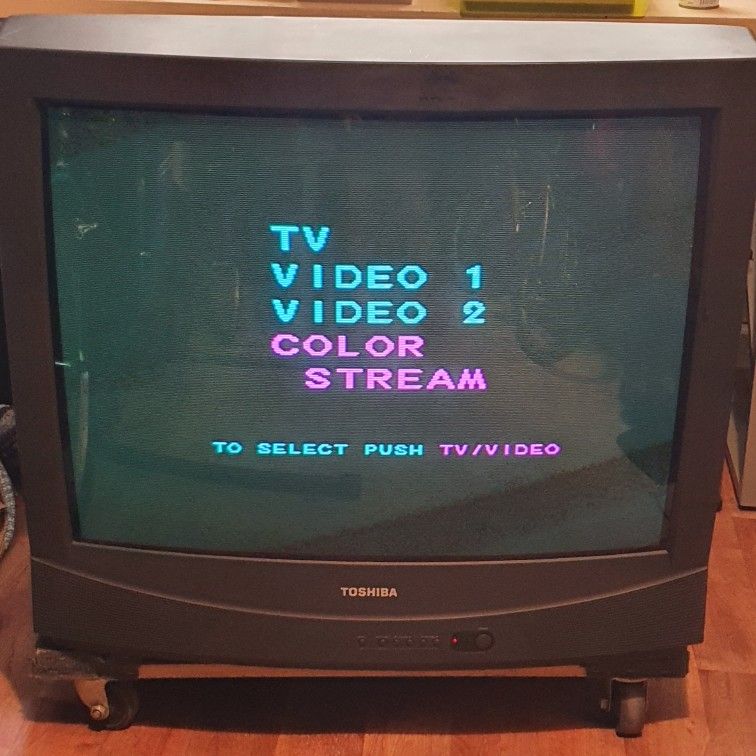 TV
VIDEO 1
VIDEO 2
COLOR
STREAM
TO SELECT PUSH TV/VIDEO
TOSHIBA